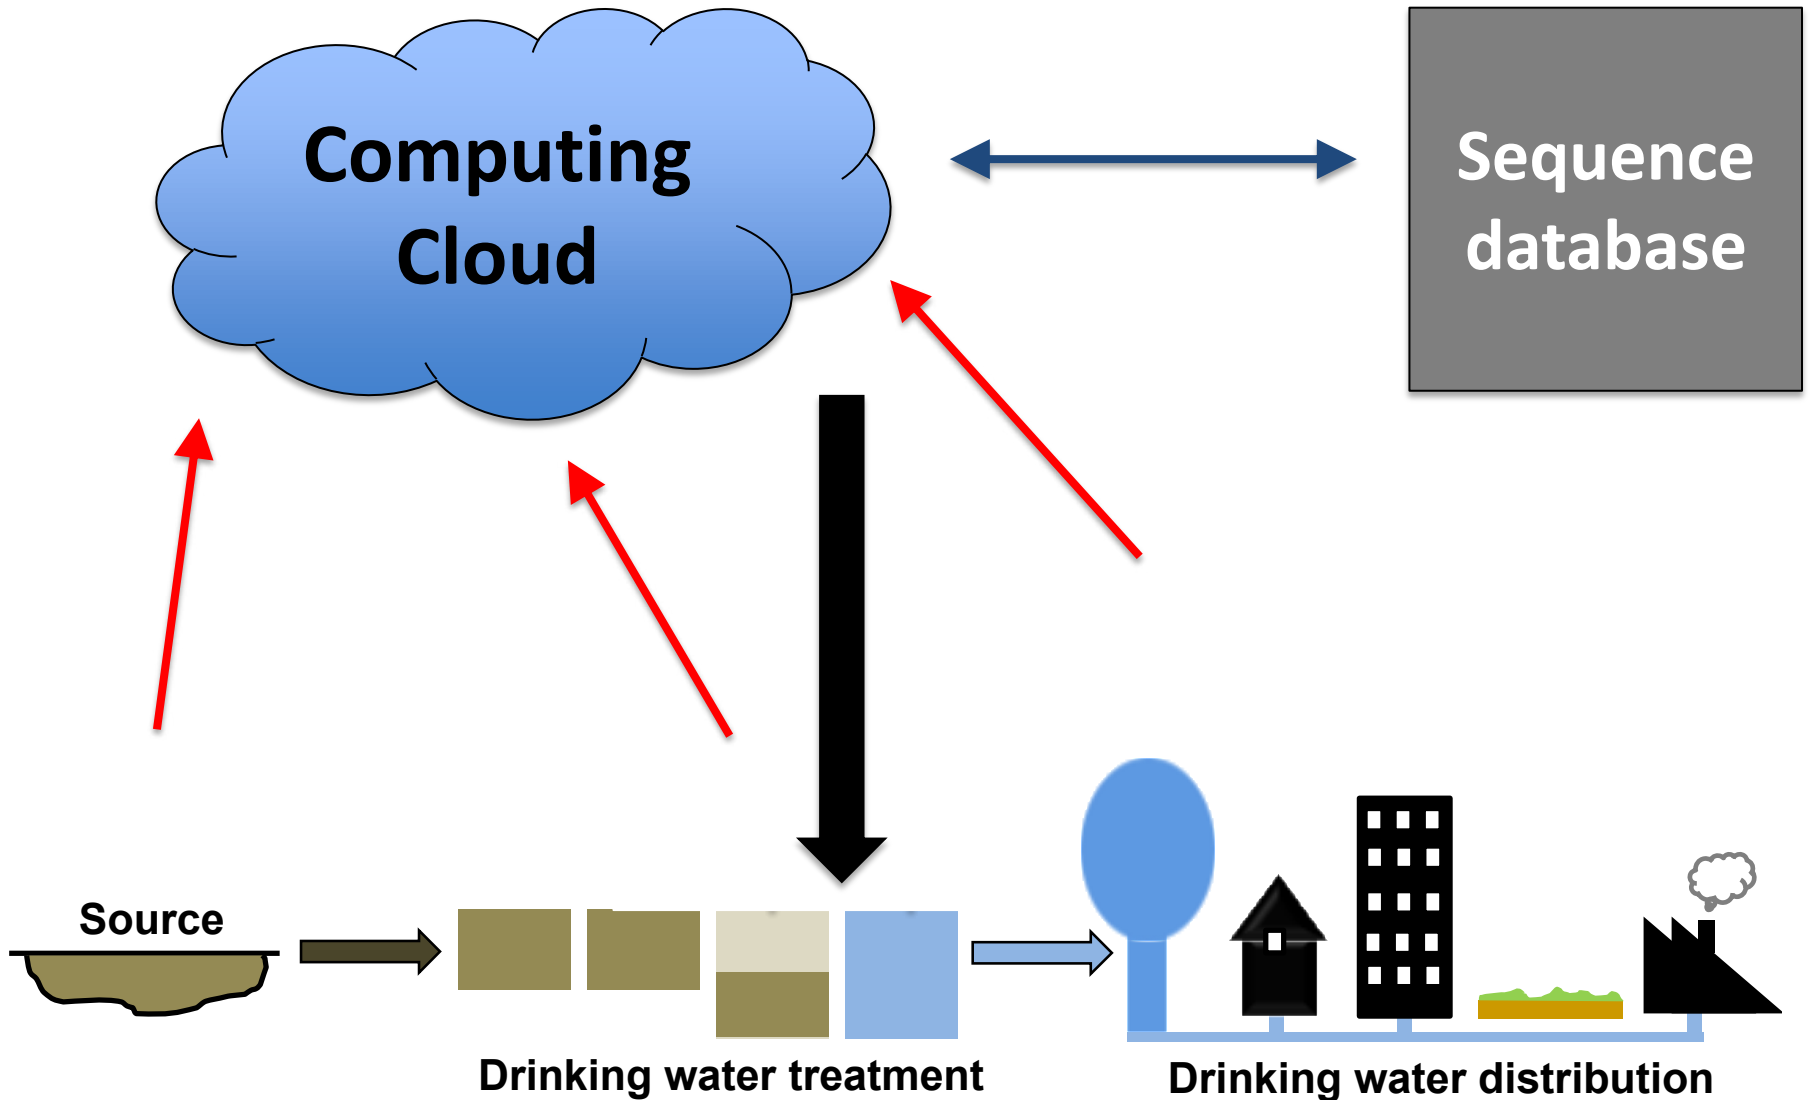 Computing
Cloud
Sequence
database
Source
Drinking water treatment
Drinking water distribution